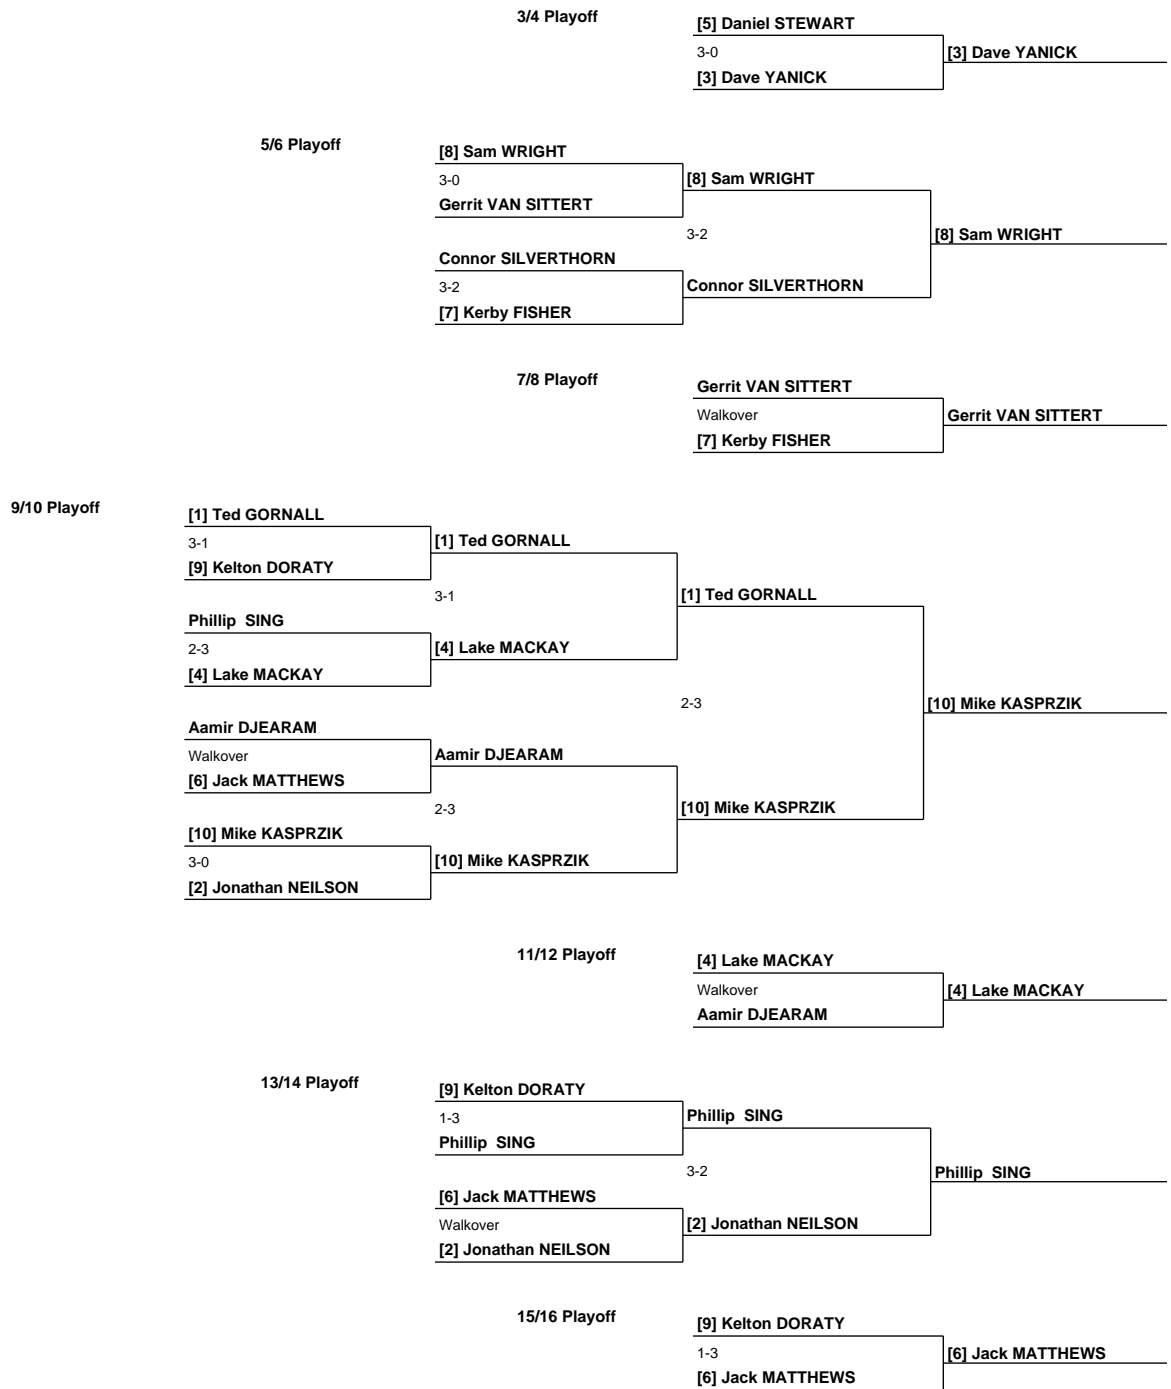 3/4 Playoff
[5] Daniel STEWART
3-0
[3] Dave YANICK
[3] Dave YANICK
5/6 Playoff
[8] Sam WRIGHT
3-0
[8] Sam WRIGHT
Gerrit VAN SITTERT
3-2
[8] Sam WRIGHT
Connor SILVERTHORN
3-2
Connor SILVERTHORN
[7] Kerby FISHER
7/8 Playoff
Gerrit VAN SITTERT
Walkover
Gerrit VAN SITTERT
[7] Kerby FISHER
9/10 Playoff
[1] Ted GORNALL
3-1
[1] Ted GORNALL
[9] Kelton DORATY
3-1
[1] Ted GORNALL
Phillip SING
2-3
[4] Lake MACKAY
[4] Lake MACKAY
2-3
[10] Mike KASPRZIK
Aamir DJEARAM
Walkover
Aamir DJEARAM
[6] Jack MATTHEWS
2-3
[10] Mike KASPRZIK
[10] Mike KASPRZIK
3-0
[10] Mike KASPRZIK
[2] Jonathan NEILSON
11/12 Playoff
[4] Lake MACKAY
Walkover
[4] Lake MACKAY
Aamir DJEARAM
13/14 Playoff
[9] Kelton DORATY
1-3
Phillip SING
Phillip SING
3-2
Phillip SING
[6] Jack MATTHEWS
Walkover
[2] Jonathan NEILSON
[2] Jonathan NEILSON
15/16 Playoff
[9] Kelton DORATY
1-3
[6] Jack MATTHEWS
[6] Jack MATTHEWS